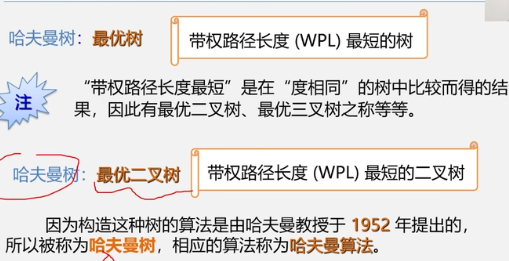 哈夫曼树：最优树 带权路径长度 (WPL) 最短的树
注 “带权路径长度最短”是在“度相同”的树中比较而得的结
果，因此有最优二叉树、最优三叉树之称等等。
哈夫曼树：最优二叉树 带权路径长度 (WPL) 最短的二叉树
因为构造这种树的算法是由哈夫曼教授于 1952 年提出的，
所以被称为哈夫曼树，相应的算法称为哈夫曼算法。